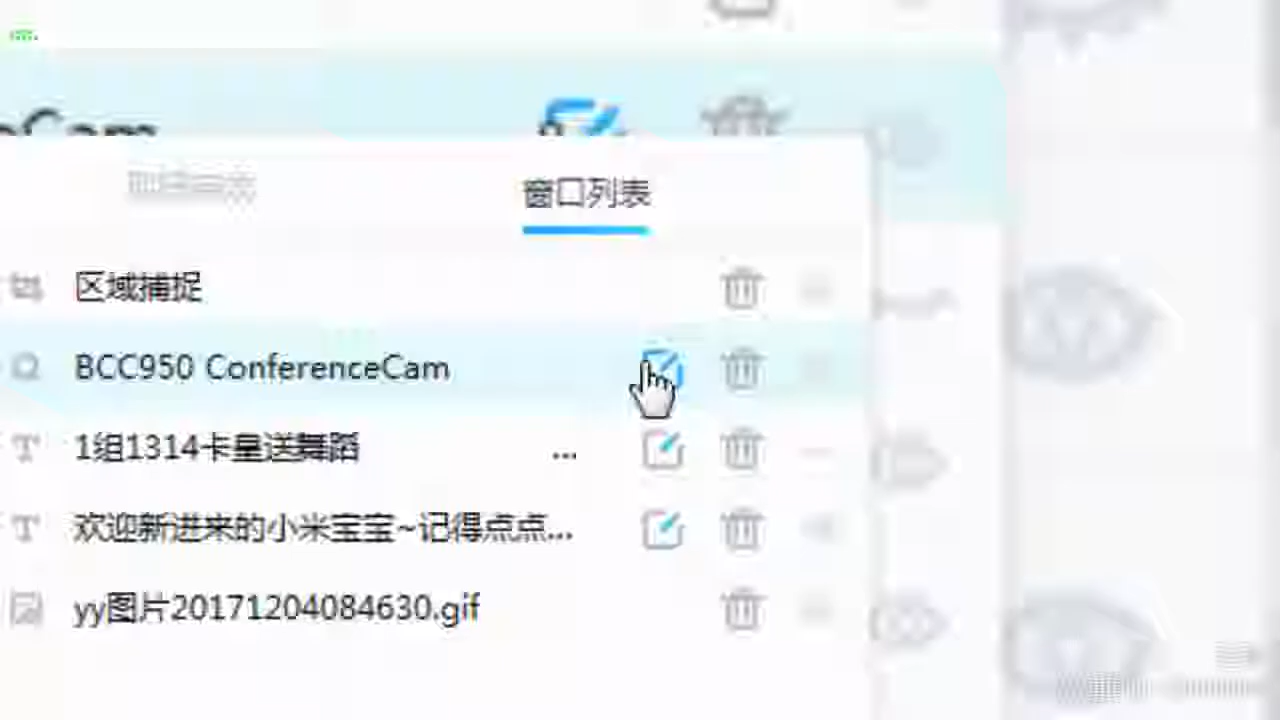 窗口列表
区域捕捉
BCC950 ConferenceCam
1组1314卡星送舞蹈 ...
欢迎新进来的小米宝宝~记得点点...
yy图片20171204084630.gif